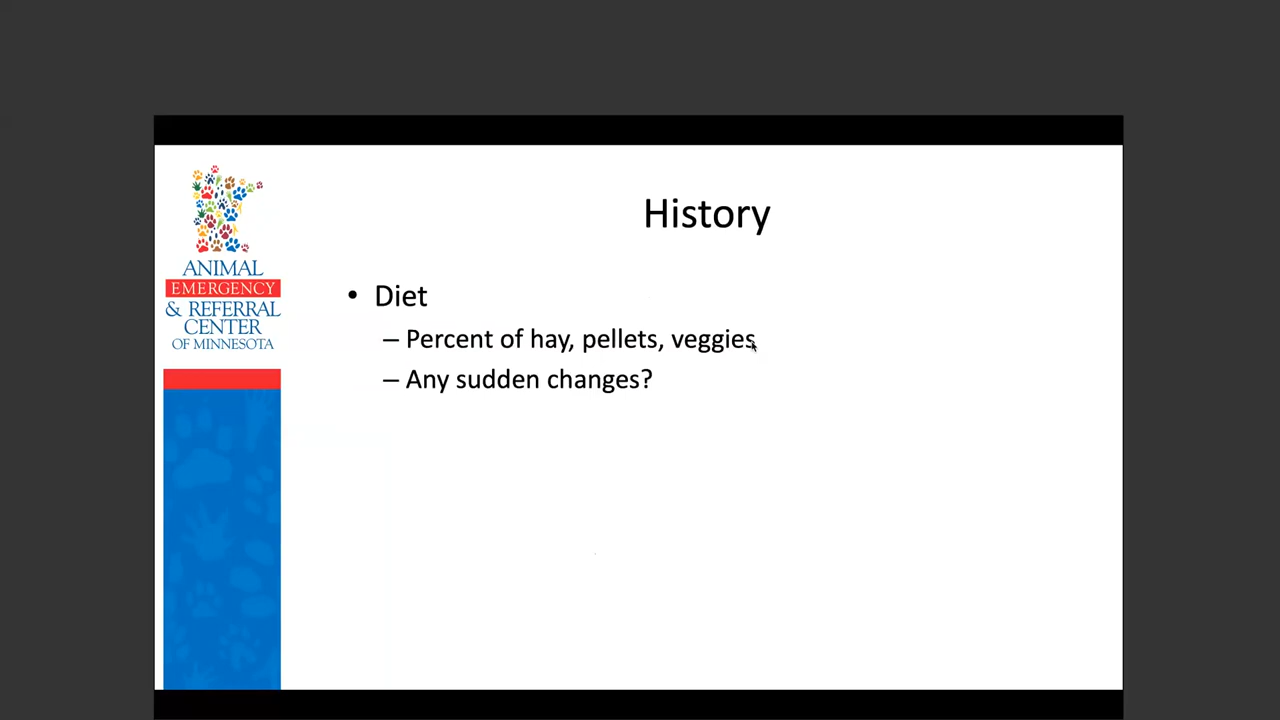 ANIMAL
EMERGENCY
& REFERRAL
CENTER
OF MINNESOTA
History
• Diet
– Percent of hay, pellets, veggies
– Any sudden changes?